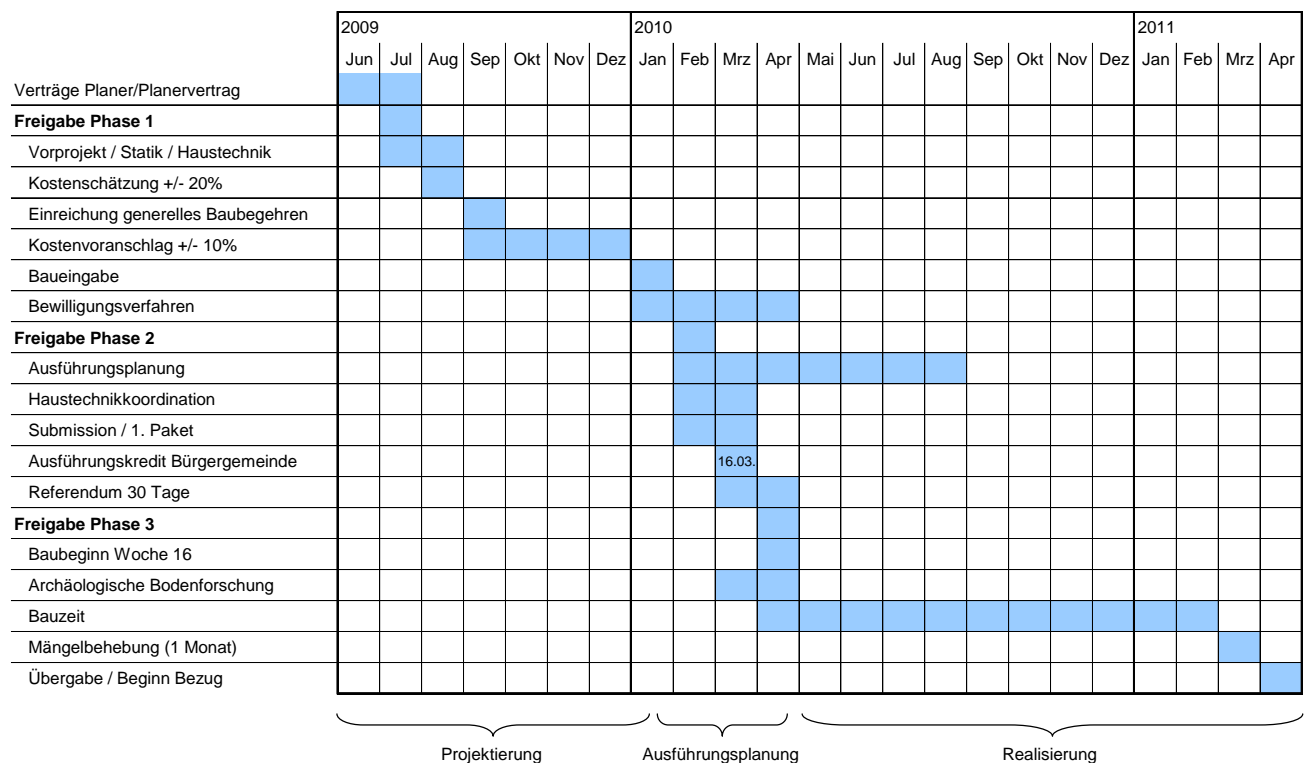 2009 2010 2011
Jun Jul Aug Sep Okt Nov Dez Jan Feb Mrz Apr Mai Jun Jul Aug Sep Okt Nov Dez Jan Feb Mrz Apr
Verträge Planer/Planervertrag
Freigabe Phase 1
Vorprojekt / Statik / Haustechnik
Kostenschätzung +/- 20%
Einreichung generelles Baubegehren
Kostenvoranschlag +/- 10%
Baueingabe
Bewilligungsverfahren
Freigabe Phase 2
Ausführungsplanung
Haustechnikkoordination
Submission / 1. Paket
Ausführungskredit Bürgergemeinde 16.03.
Referendum 30 Tage
Freigabe Phase 3
Baubeginn Woche 16
Archäologische Bodenforschung
Bauzeit
Mängelbehebung (1 Monat)
Übergabe / Beginn Bezug
Projektierung Ausführungsplanung Realisierung